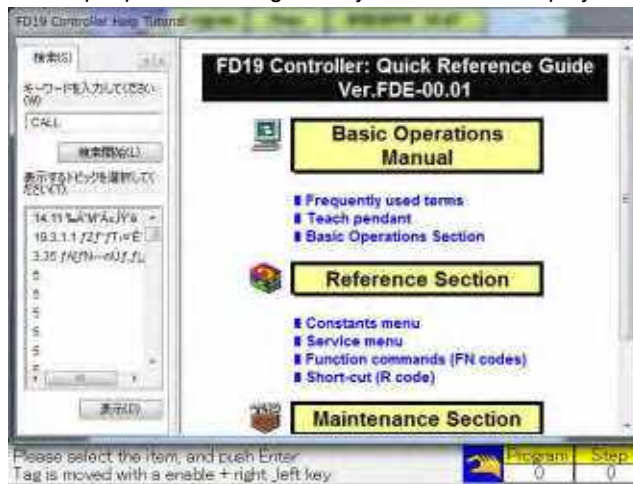 FD19 Controller Help Tutorial
検索(S)
キーワードを入力してください
(W)
CALL
検索開始(L)
表示するトピックを選択してく
ださい(T).
FD19 Controller: Quick Reference Guide
Ver.FDE-00.01
Basic Operations
Manual
Frequently used terms
Teach pendant
Basic Operations Section
Reference Section
Constants menu
Service menu
Function commands (FN codes)
Short-cut (R code)
Maintenance Section
表示(D)
Please select the item, and push Enter
Tag is moved with a enable + right_left key
Program
Step
0
0